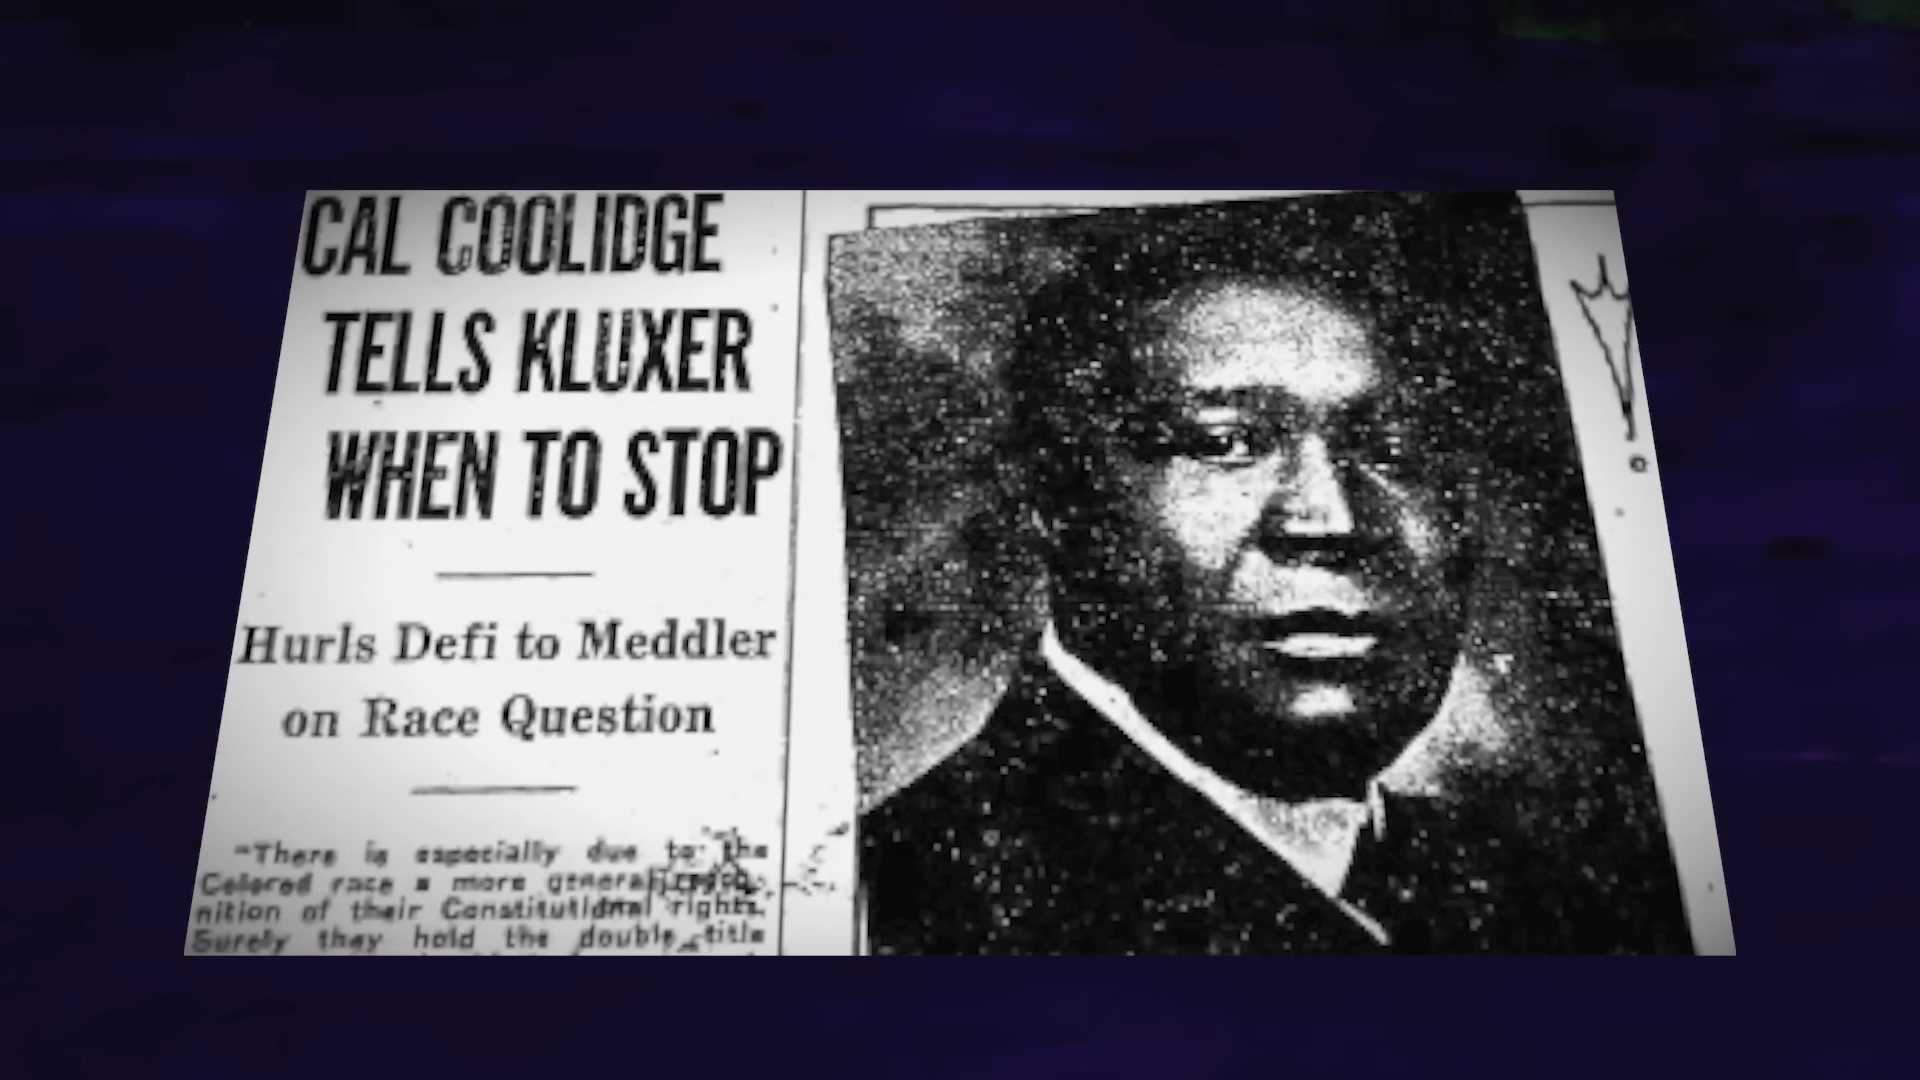 CAL COOLIDGE
TELLS KLUXER
WHEN TO STOP
Hurls Defi to Meddler
on Race Question
"There is especially due to the
Colored race a more general
nition of their Constitutional rights.
Surely they hold the double title